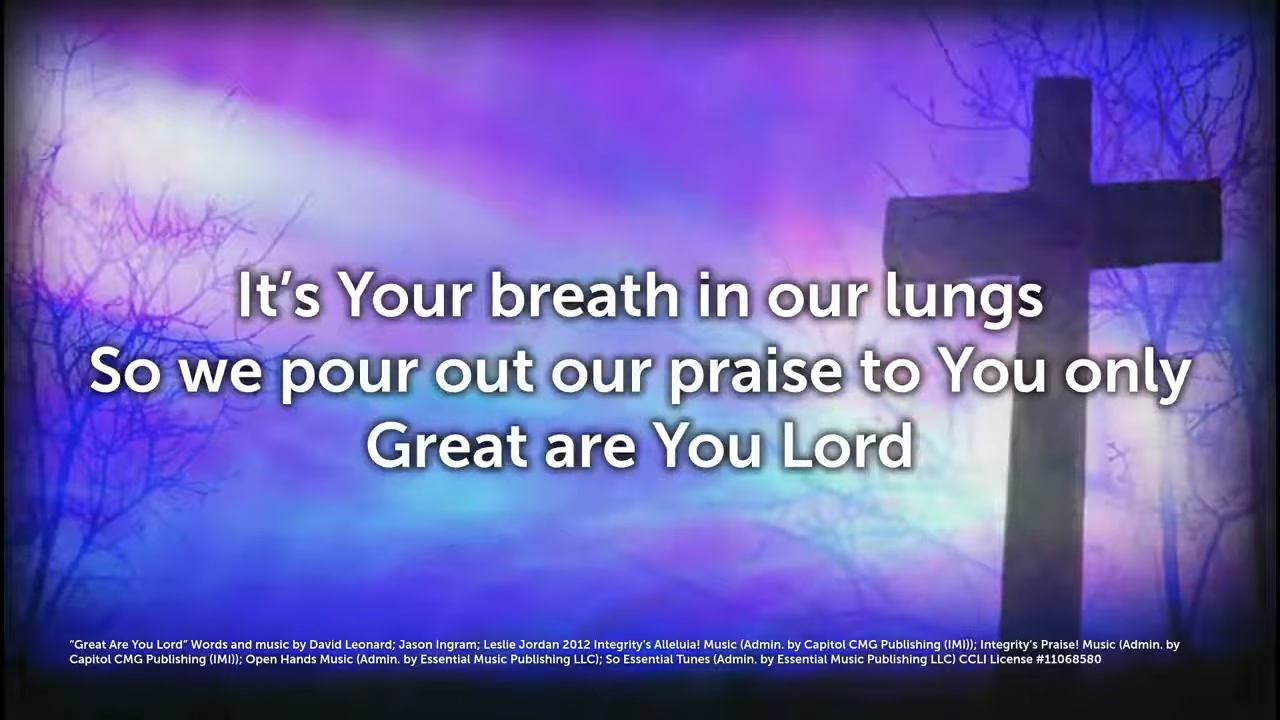 It’s Your breath in our lungs
So we pour out our praise to You only
Great are You Lord
“Great Are You Lord” Words and music by David Leonard; Jason Ingram; Leslie Jordan 2012 Integrity’s Alleluia! Music (Admin. by Capitol CMG Publishing (IMI)); Integrity’s Praise! Music (Admin. by
Capitol CMG Publishing (IMI)); Open Hands Music (Admin. by Essential Music Publishing LLC); So Essential Tunes (Admin. by Essential Music Publishing LLC) CCLI License #11068580